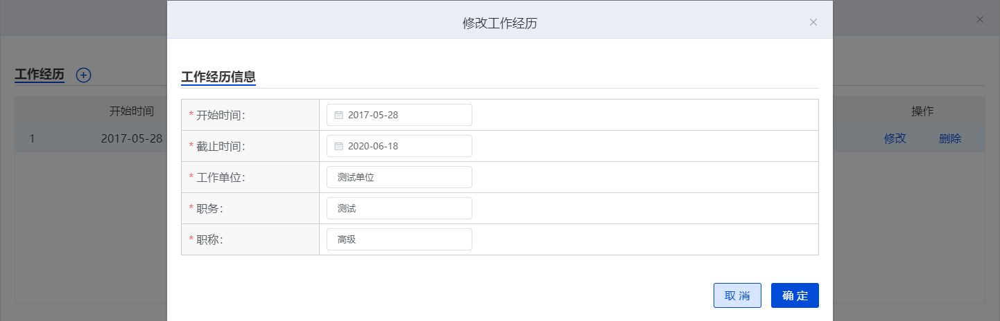 修改工作经历
工作经历
开始时间
操作
1
2017-05-28
修改
删除
工作经历信息
* 开始时间：
2017-05-28
* 截止时间：
2020-06-18
* 工作单位：
测试单位
* 职务：
测试
* 职称：
高级
取 消
确 定